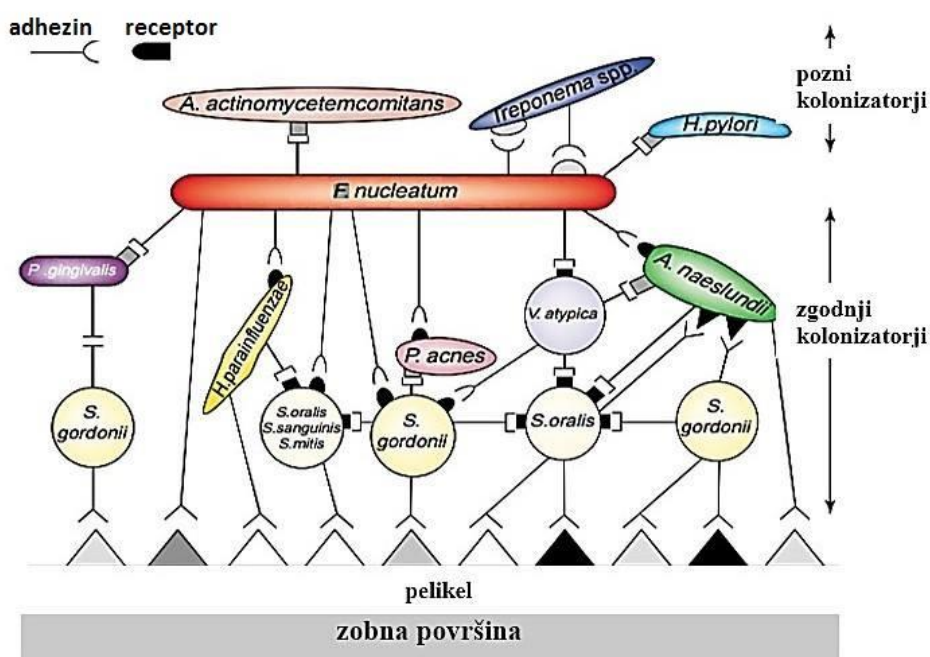 adhezin
receptor
pozni
kolonizatorji
Treponema spp.
A. actinomycetemcomitans
H.pylori
F. nucleatum
P .gingivalis
A. naeslundii
H.parainfluenzae
V. atypica
zgodnji
kolonizatorji
P. acnes
S.
gordonii
S.oralis
S.sanguinis
S.mitis
S.
gordonii
S.oralis
S.
gordonii
pelikel
zobna površina